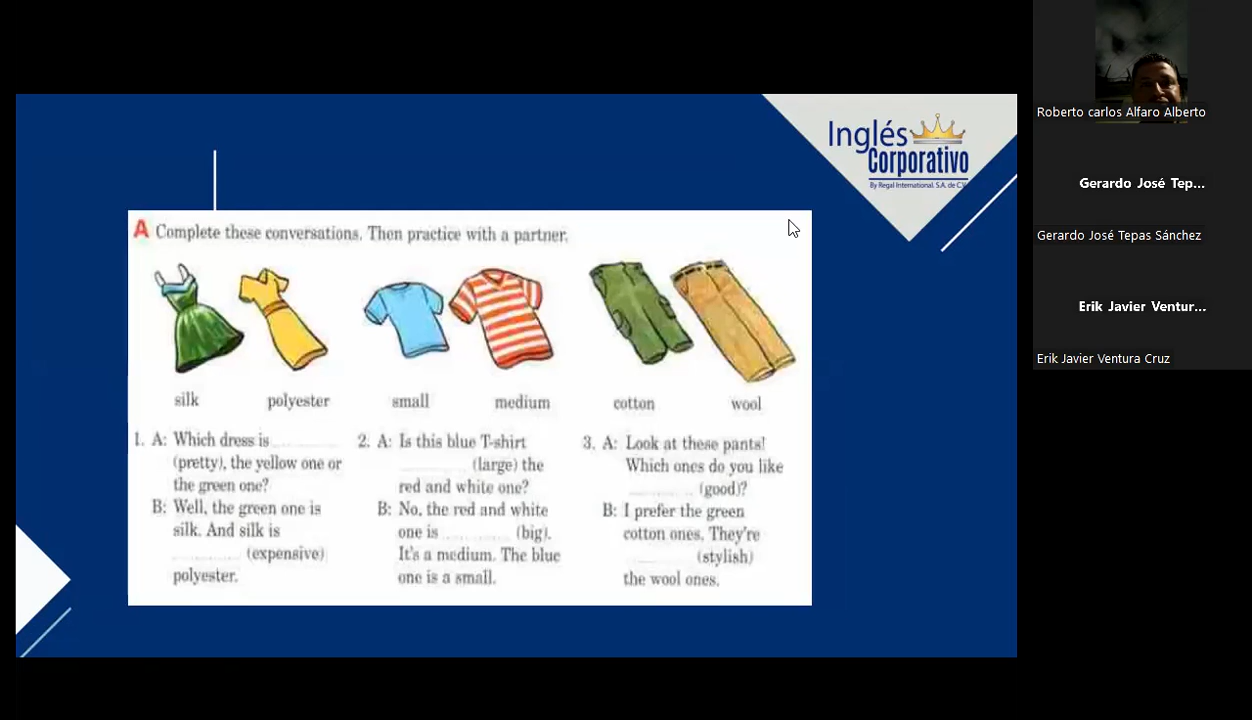 Inglés
Corporativo
By Regal International. S.A. de C.V.
A Complete these conversations. Then practice with a partner.
silk polyester small medium cotton wool
1. A: Which dress is ............
(pretty), the yellow one or
the green one?
B: Well, the green one is
silk. And silk is
............ (expensive)
polyester.
2. A: Is this blue T-shirt
............ (large) the
red and white one?
B: No, the red and white
one is ............ (big).
It's a medium. The blue
one is a small.
3. A: Look at these pants!
Which ones do you like
............ (good)?
B: I prefer the green
cotton ones. They're
............ (stylish)
the wool ones.
Roberto carlos Alfaro Alberto
Gerardo José Tep...
Gerardo José Tepas Sánchez
Erik Javier Ventur...
Erik Javier Ventura Cruz